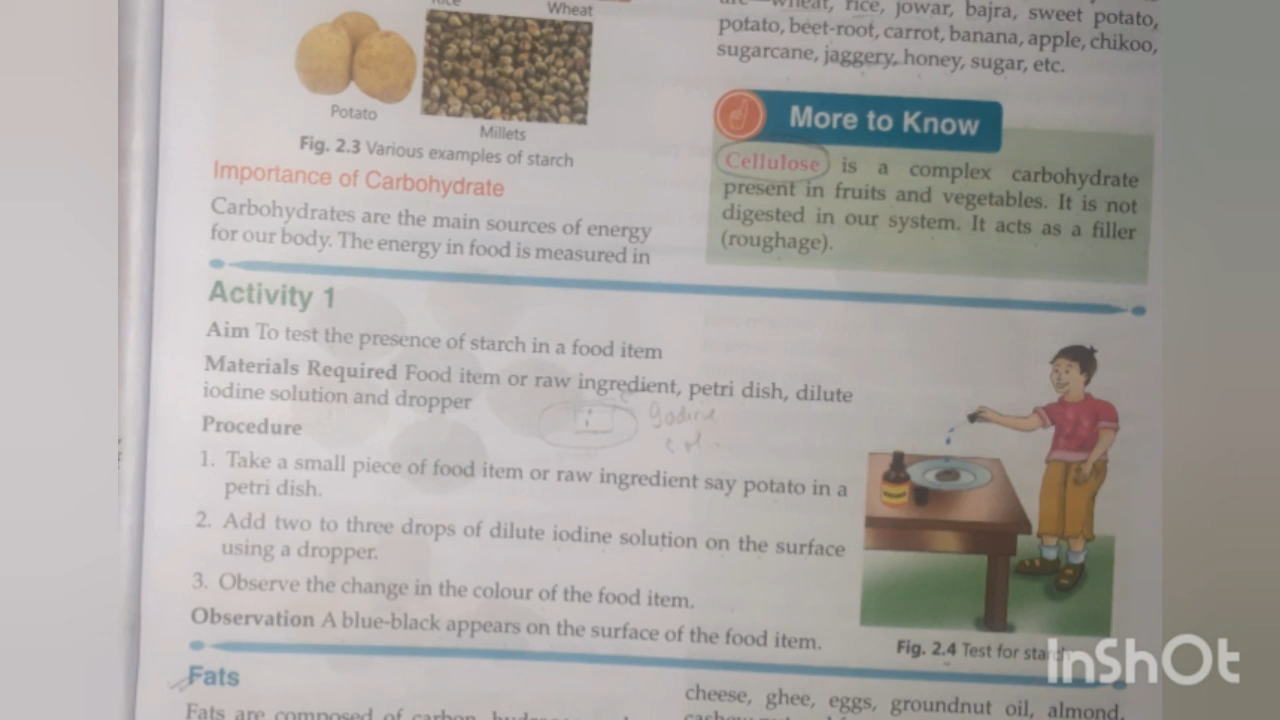 Rice
Wheat
Potato
Millets
Fig. 2.3 Various examples of starch
Importance of Carbohydrate
Carbohydrates are the main sources of energy
for our body. The energy in food is measured in
wheat, rice, jowar, bajra, sweet potato,
potato, beet-root, carrot, banana, apple, chikoo,
sugarcane, jaggery, honey, sugar, etc.
More to Know
Cellulose is a complex carbohydrate
present in fruits and vegetables. It is not
digested in our system. It acts as a filler
(roughage).
Activity 1
Aim To test the presence of starch in a food item
Materials Required Food item or raw ingredient, petri dish, dilute
iodine solution and dropper
Procedure
1. Take a small piece of food item or raw ingredient say potato in a
petri dish.
2. Add two to three drops of dilute iodine solution on the surface
using a dropper.
3. Observe the change in the colour of the food item.
Observation A blue-black appears on the surface of the food item.
Fig. 2.4 Test for starch
Fats
Fats are composed of carbon,
cheese, ghee, eggs, groundnut oil, almond,
InShOt